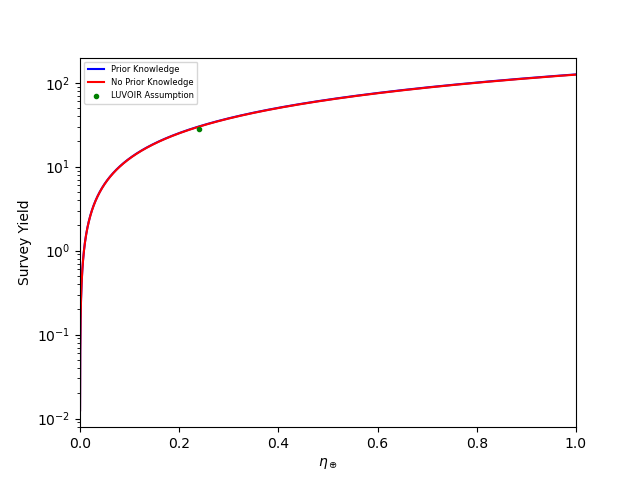 Prior Knowledge
No Prior Knowledge
LUVOIR Assumption
Survey Yield
10²
10¹
10⁰
10⁻¹
10⁻²
0.0 0.2 0.4 0.6 0.8 1.0
η⊕